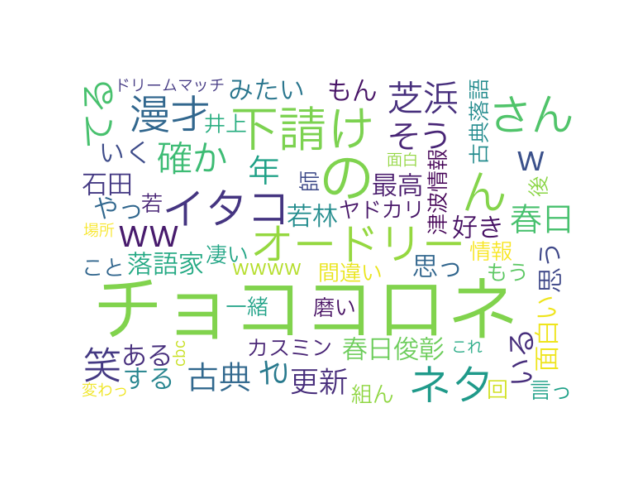 ドリームマッチ
みたい
もん
芝浜
古典落語
さん
てる
漫才
井上
下請け
そう
いく
確か
年
の
面白
津波情報
w
ん
後
石田
やっ
若
イタコ
師
最高
若林
ヤドカリ
好き
春日
場所
ww
オードリー
情報
思う
こと
落語家
凄い
wwww
間違い
思っ
もう
面白い
チョココロネ
一緒
磨い
笑
ある
cbc
カスミン
春日俊彰
これ
いる
変わっ
する
古典
れ
更新
組ん
ネタ
回
言っ